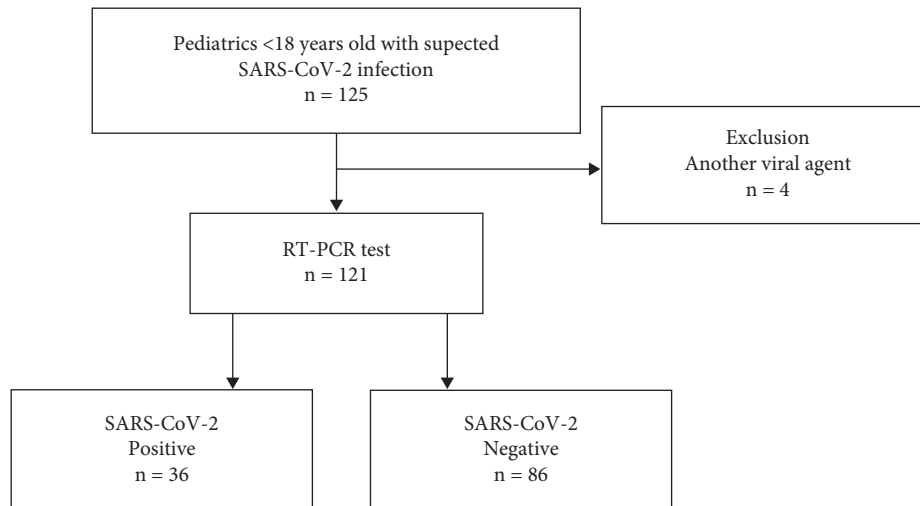 Pediatrics <18 years old with supected
SARS-CoV-2 infection
n = 125
Exclusion
Another viral agent
n = 4
RT-PCR test
n = 121
SARS-CoV-2
Positive
n = 36
SARS-CoV-2
Negative
n = 86